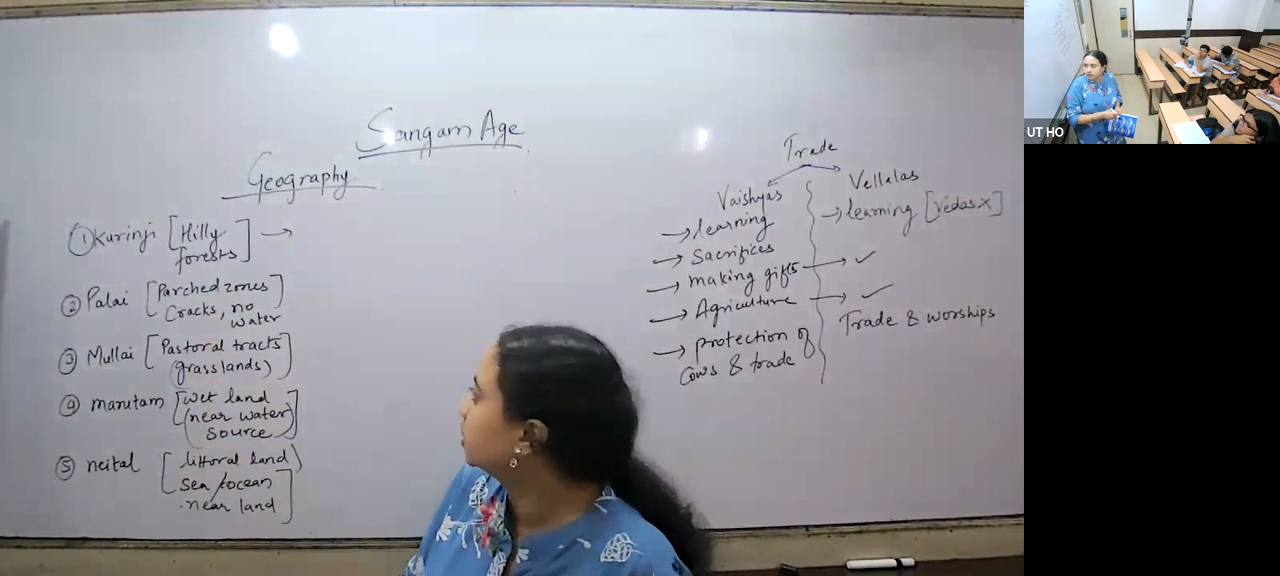 Sangam Age
Geography
① Kurinji [Hilly →
forests]
② Palai [Parched zones
Cracks, no
water]
③ Mullai [Pastoral tracts
(grasslands)]
④ marutam [wet land
(near water
source)]
⑤ neital [littoral land)
sea/ocean
near land]
Trade
Vaishyas
→ learning
→ Sacrifices
→ making gifts → ✓
→ Agriculture → ✓
→ protection of
cows & trade
Vellalas
→ learning [Vedas x]
Trade & worships
UT HO